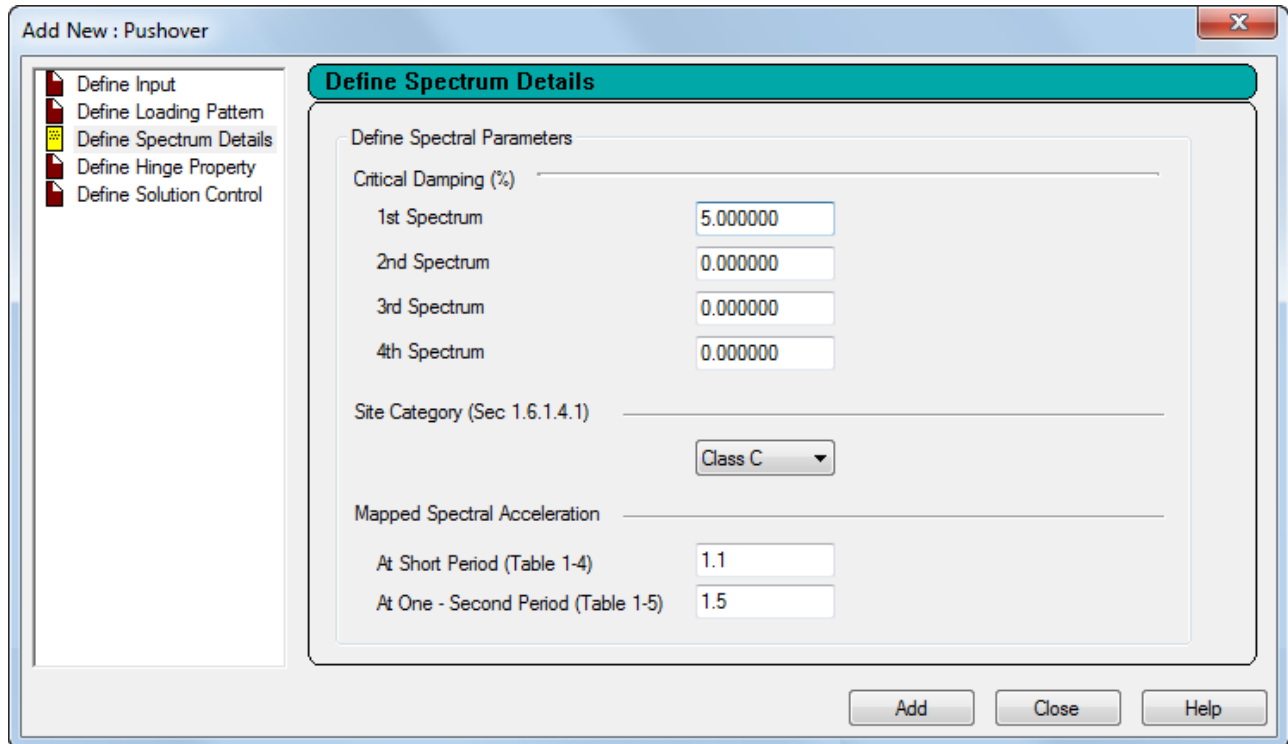 Add New : Pushover
Define Input
Define Loading Pattern
Define Spectrum Details
Define Hinge Property
Define Solution Control
Define Spectrum Details
Define Spectral Parameters
Critical Damping (%)
1st Spectrum 5.000000
2nd Spectrum 0.000000
3rd Spectrum 0.000000
4th Spectrum 0.000000
Site Category (Sec 1.6.1.4.1)
Class C
Mapped Spectral Acceleration
At Short Period (Table 1-4) 1.1
At One - Second Period (Table 1-5) 1.5
Add Close Help